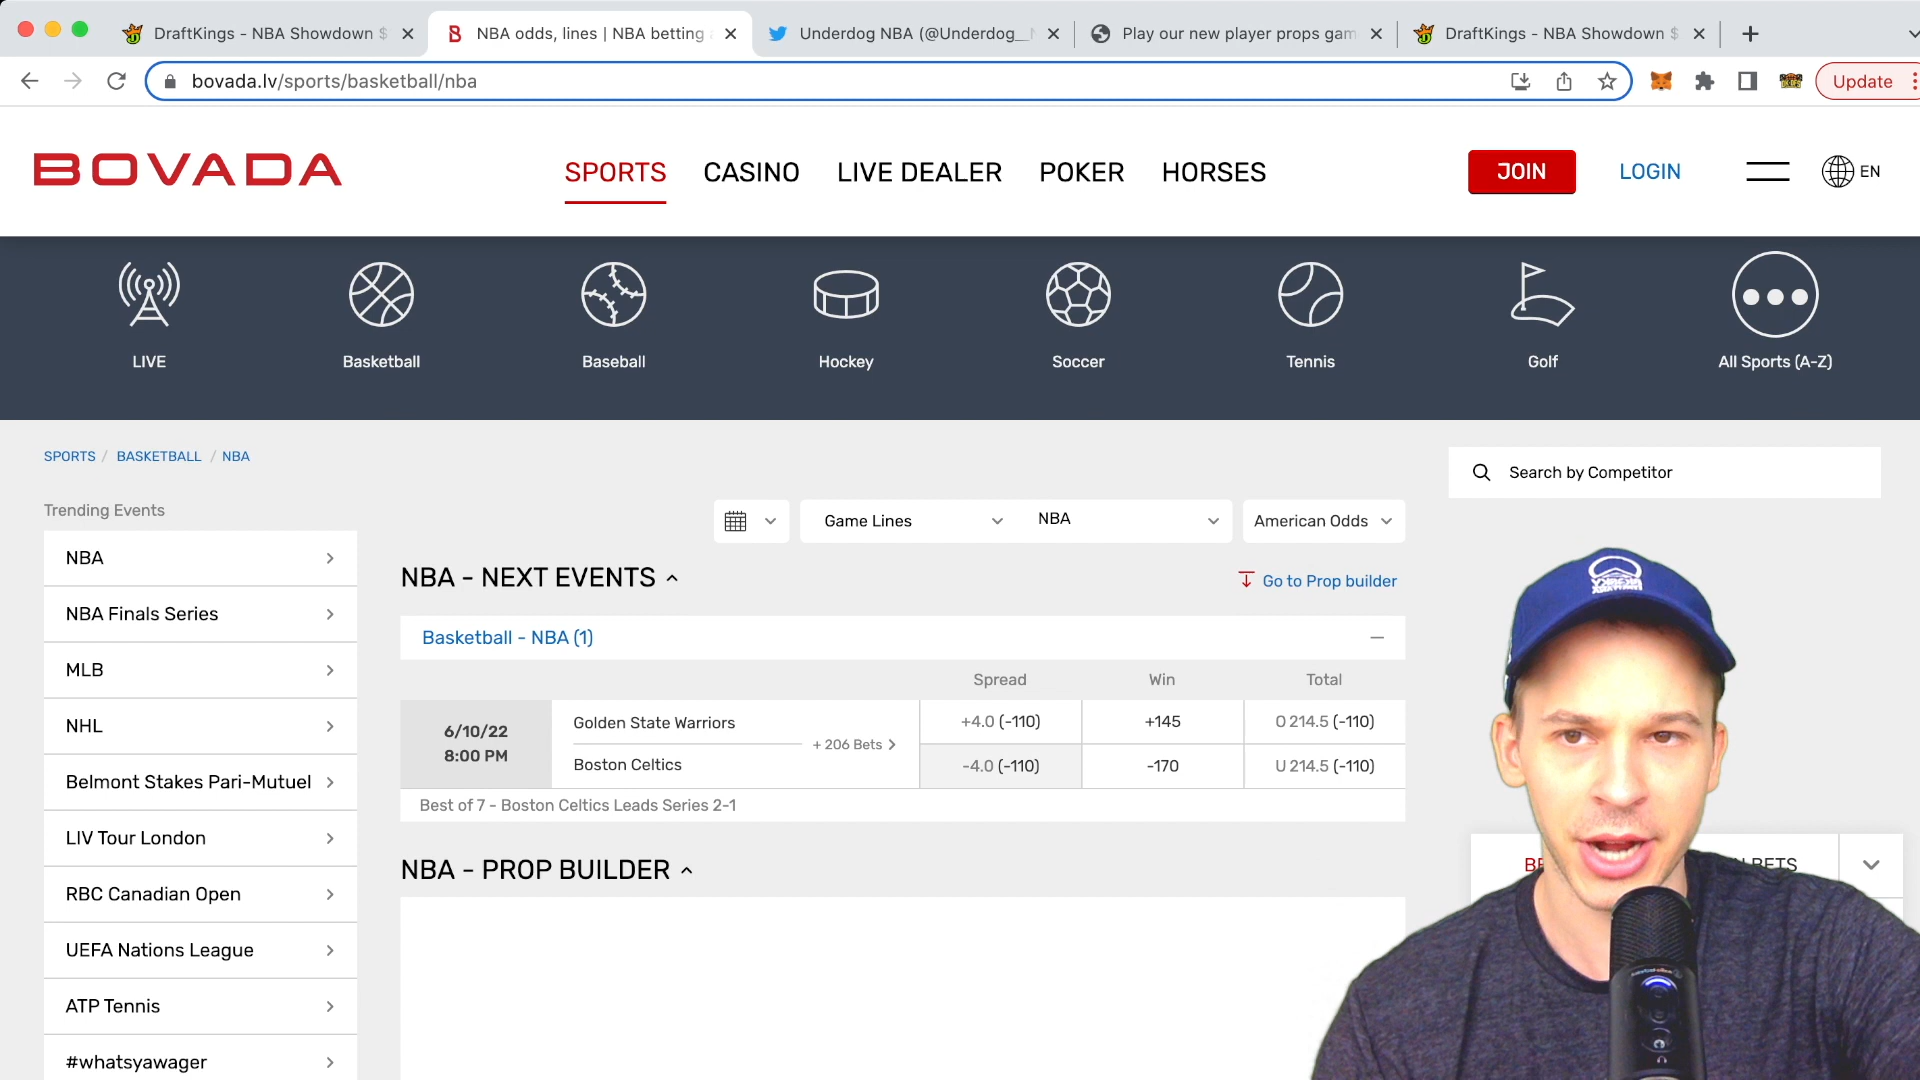 DraftKings - NBA Showdown $
NBA odds, lines | NBA betting
Underdog NBA (@Underdog__
Play our new player props gam
DraftKings - NBA Showdown $
bovada.lv/sports/basketball/nba
Update
BOVADA
SPORTS
CASINO
LIVE DEALER
POKER
HORSES
JOIN
LOGIN
EN
LIVE
Basketball
Baseball
Hockey
Soccer
Tennis
Golf
All Sports (A-Z)
SPORTS / BASKETBALL / NBA
Search by Competitor
Trending Events
Game Lines
NBA
American Odds
NBA
NBA Finals Series
MLB
NHL
Belmont Stakes Pari-Mutuel
LIV Tour London
RBC Canadian Open
UEFA Nations League
ATP Tennis
#whatsyawager
NBA - NEXT EVENTS
Go to Prop builder
Basketball - NBA (1)
Spread
Win
Total
6/10/22
8:00 PM
Golden State Warriors
+ 206 Bets
Boston Celtics
+4.0 (-110)
+145
O 214.5 (-110)
-4.0 (-110)
-170
U 214.5 (-110)
Best of 7 - Boston Celtics Leads Series 2-1
NBA - PROP BUILDER
BETS